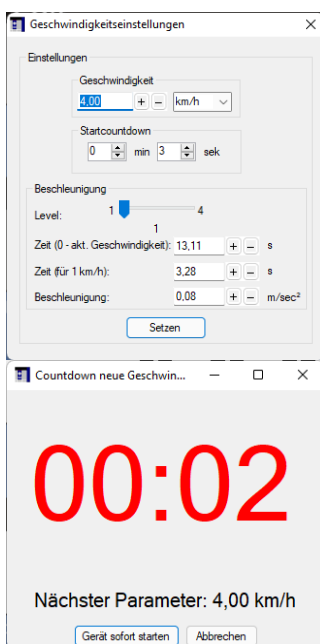 Geschwindigkeitseinstellungen
Einstellungen
Geschwindigkeit
4,00 + − km/h
Startcountdown
0 min 3 sek
Beschleunigung
Level: 1 4
1
Zeit (0 - akt. Geschwindigkeit): 13,11 + − s
Zeit (für 1 km/h): 3,28 + − s
Beschleunigung: 0,08 + − m/sec²
Setzen
Countdown neue Geschwin...
00:02
Nächster Parameter: 4,00 km/h
Gerät sofort starten Abbrechen